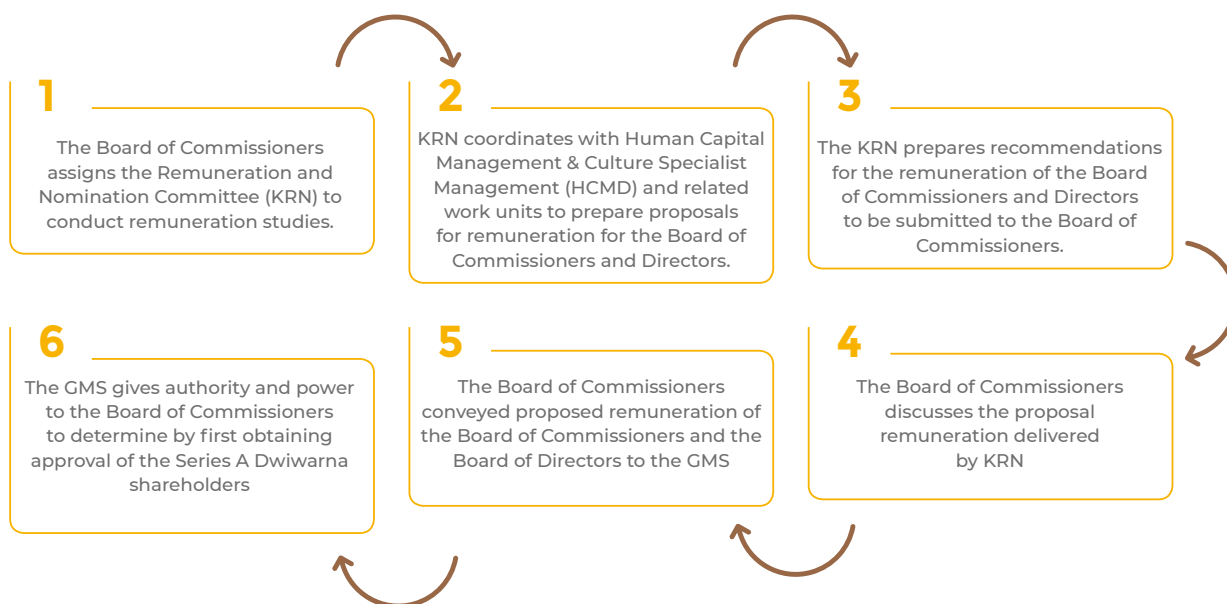 1
The Board of Commissioners
assigns the Remuneration and
Nomination Committee (KRN) to
conduct remuneration studies.
2
KRN coordinates with Human Capital
Management & Culture Specialist
Management (HCMD) and related
work units to prepare proposals
for remuneration for the Board of
Commissioners and Directors.
3
The KRN prepares recommendations
for the remuneration of the Board
of Commissioners and Directors
to be submitted to the Board of
Commissioners.
4
The Board of Commissioners
discusses the proposal
remuneration delivered
by KRN
5
The Board of Commissioners
conveyed proposed remuneration of
the Board of Commissioners and the
Board of Directors to the GMS
6
The GMS gives authority and power
to the Board of Commissioners
to determine by first obtaining
approval of the Series A Dwiwarna
shareholders